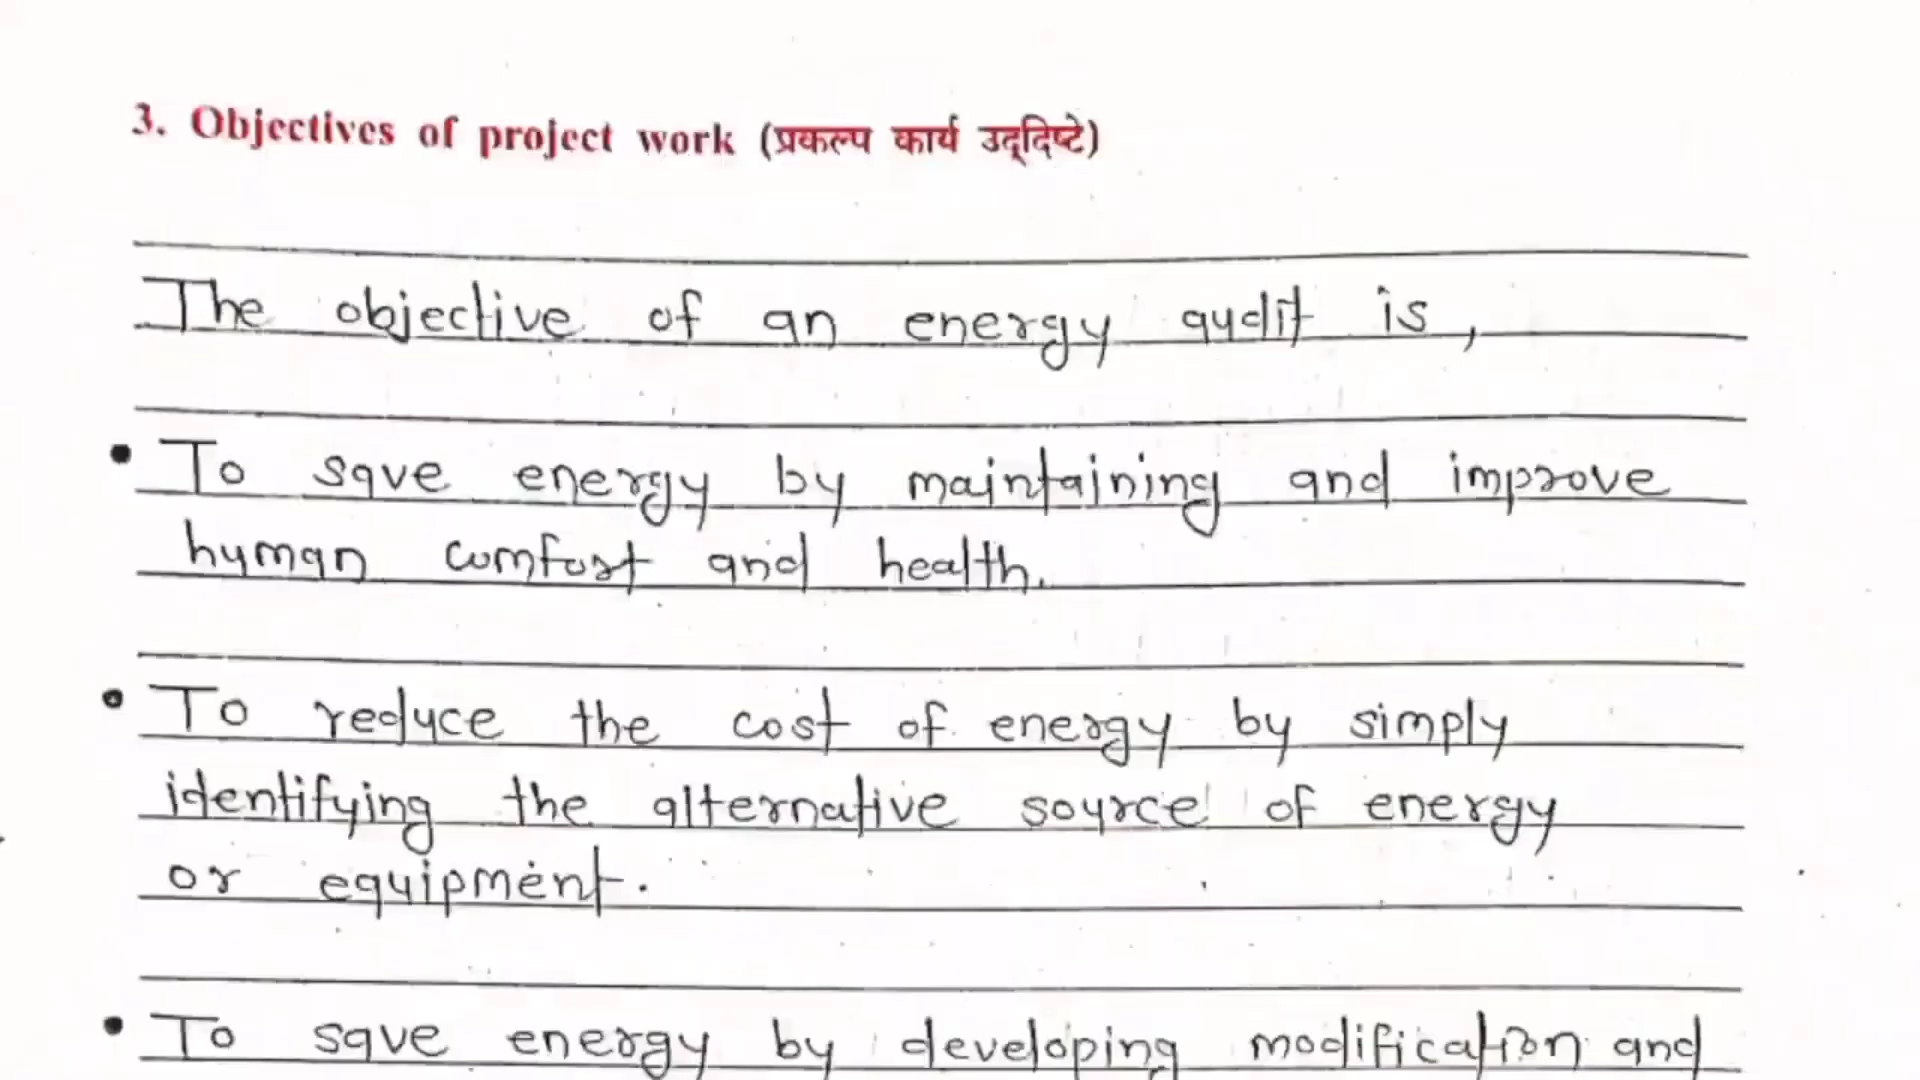 3. Objectives of project work (प्रकल्प कार्य उद्दिष्टे)
The objective of an energy audit is,
• To save energy by maintaining and improve
human comfort and health.
• To reduce the cost of energy by simply
identifying the alternative source of energy
or equipment.
• To save energy by developing modification and